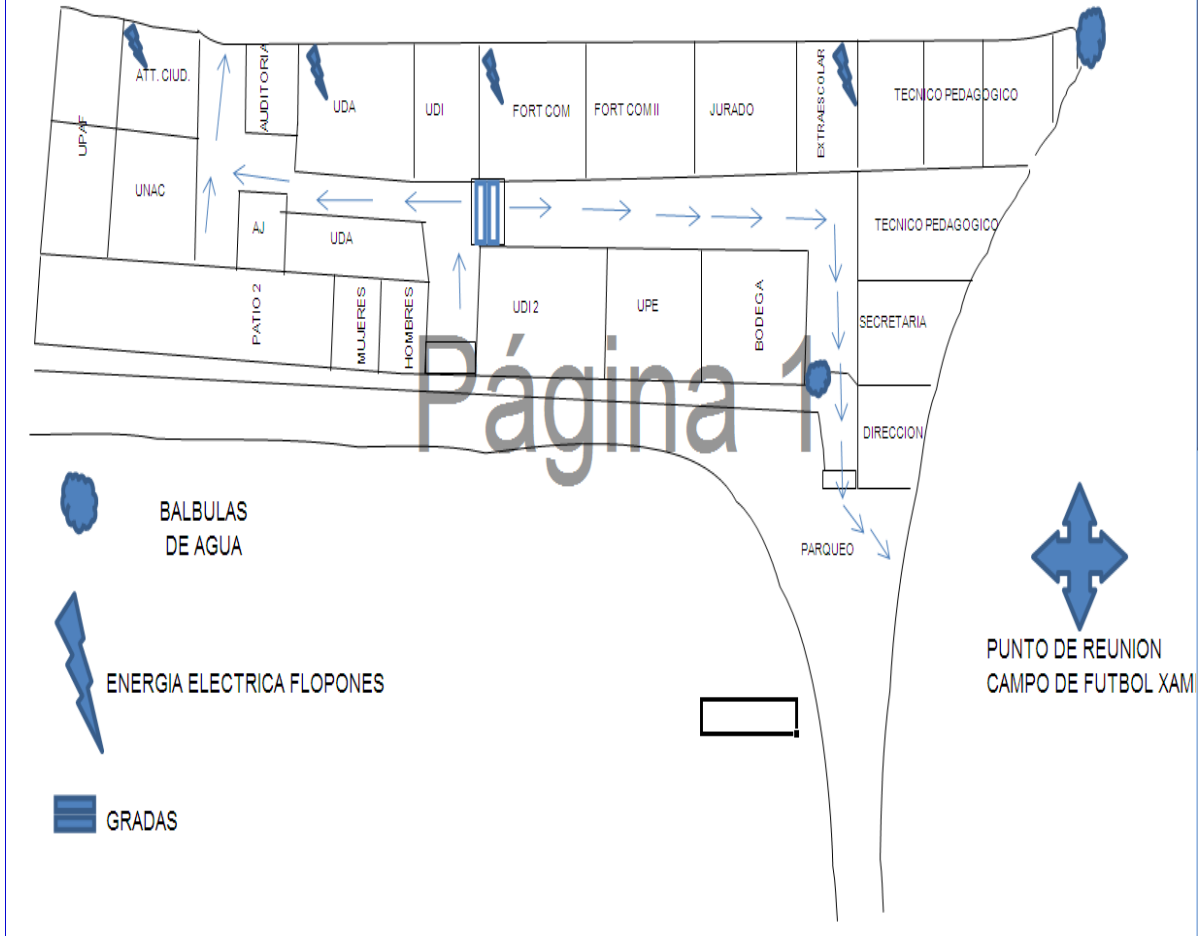 ATT. CIUD.
AUDITORIA
UDA
UDI
FORT COM
FORT COM II
JURADO
EXTRAESCOLAR
TECNICO PEDAGOGICO
UPAF
UNAC
AJ
UDA
TECNICO PEDAGOGICO
PATIO 2
MUJERES
HOMBRES
UDI 2
UPE
BODEGA
SECRETARIA
Página 1
DIRECCION
PARQUEO
BALBULAS
DE AGUA
ENERGIA ELECTRICA FLOPONES
GRADAS
PUNTO DE REUNION
CAMPO DE FUTBOL XAM